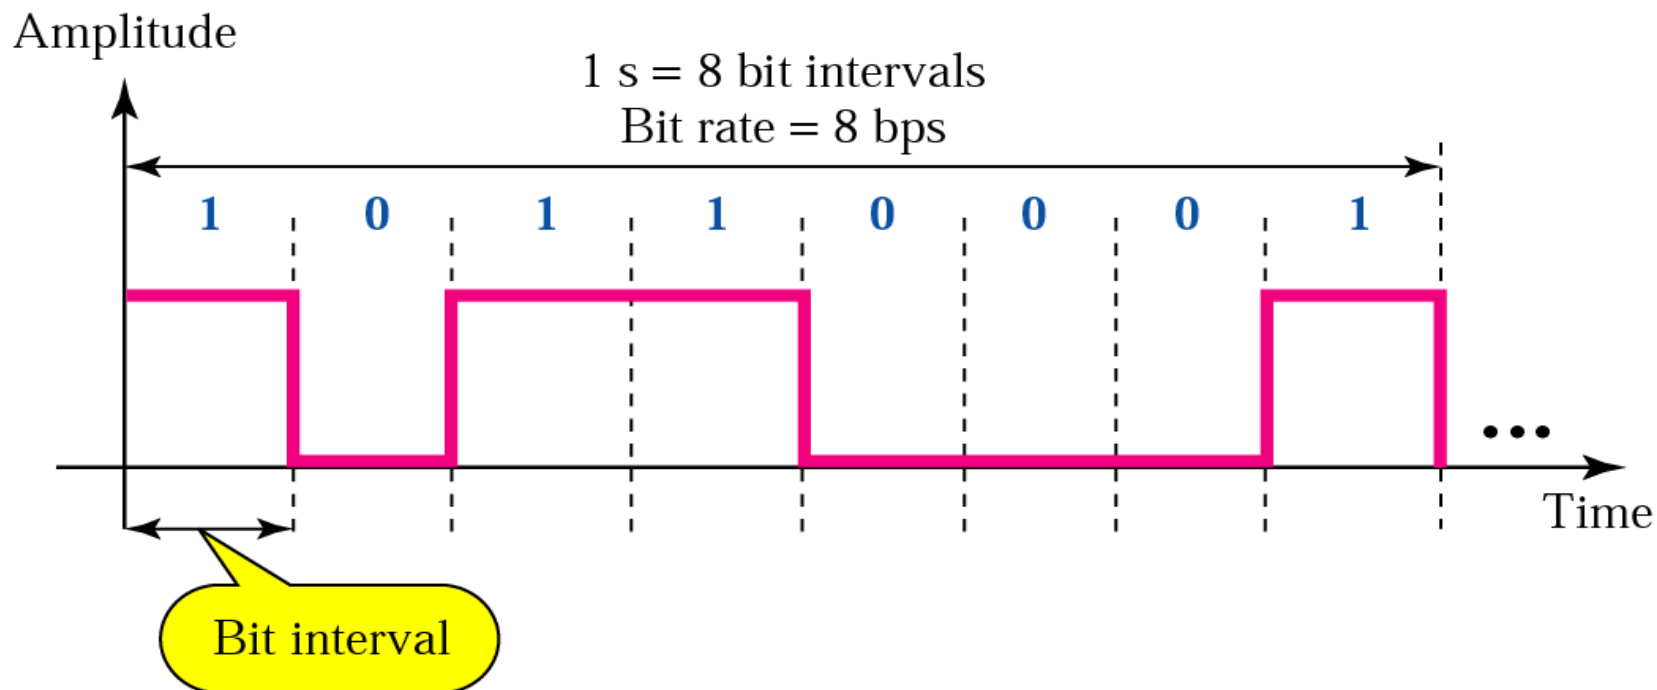 Amplitude
1 s = 8 bit intervals
Bit rate = 8 bps
1 0 1 1 0 0 0 1
...
Time
Bit interval